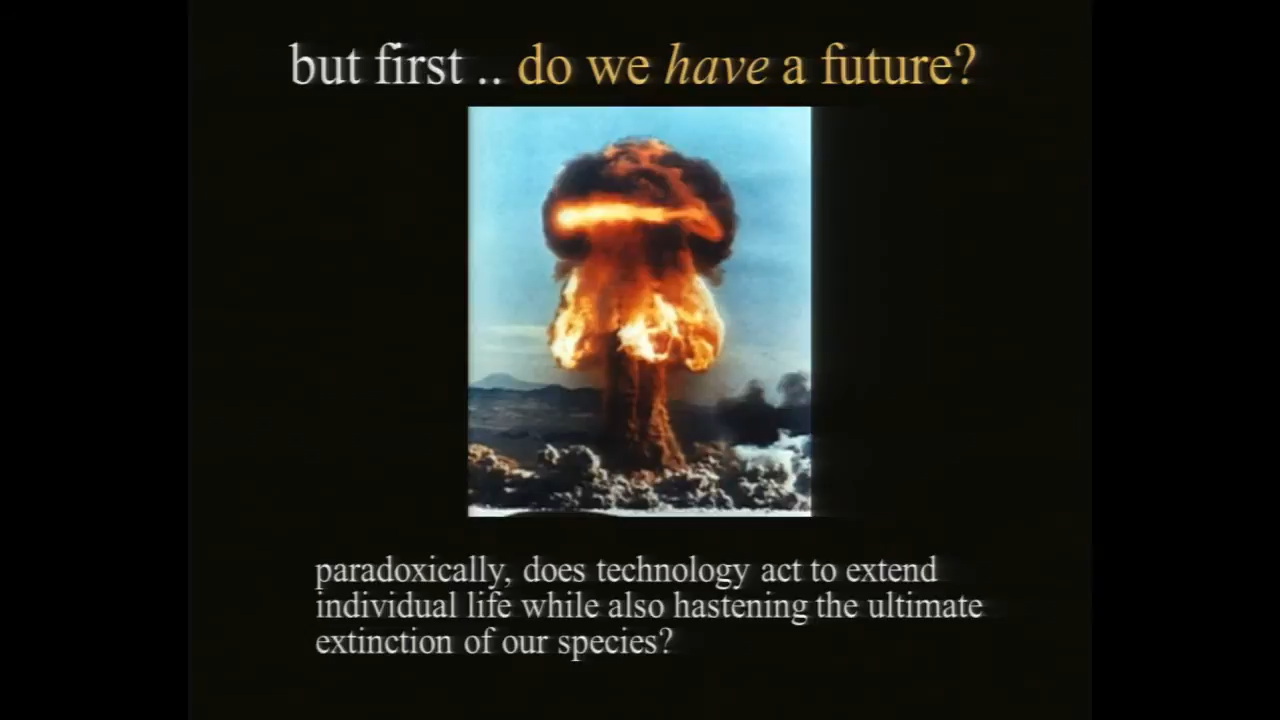 but first .. do we have a future?
paradoxically, does technology act to extend
individual life while also hastening the ultimate
extinction of our species?